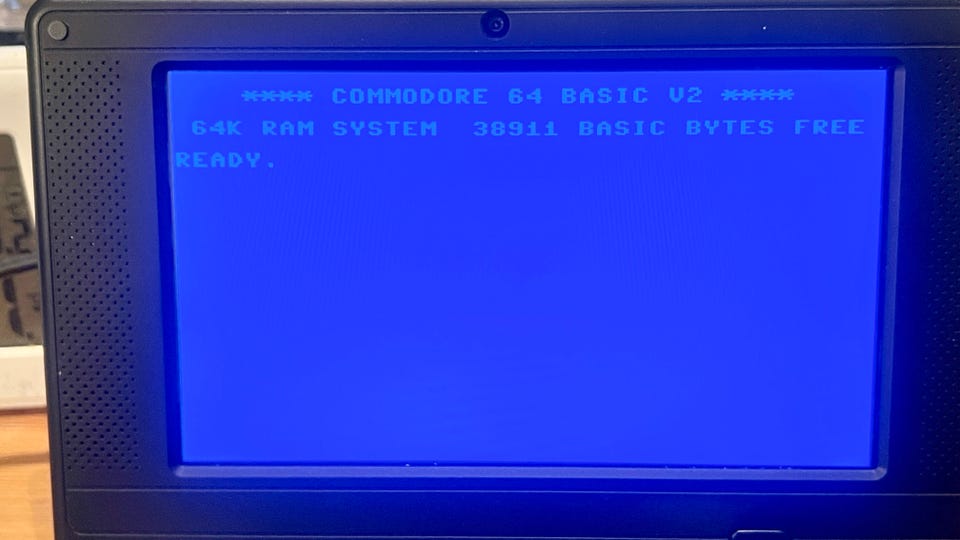 **** COMMODORE 64 BASIC V2 ****
64K RAM SYSTEM  38911 BASIC BYTES FREE
READY.